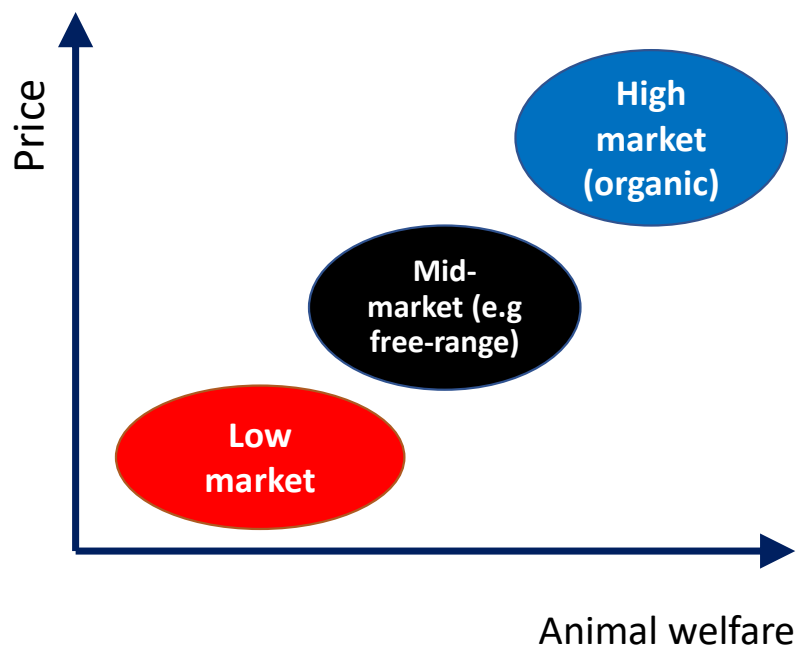 Price
High
market
(organic)
Mid-
market (e.g
free-range)
Low
market
Animal welfare